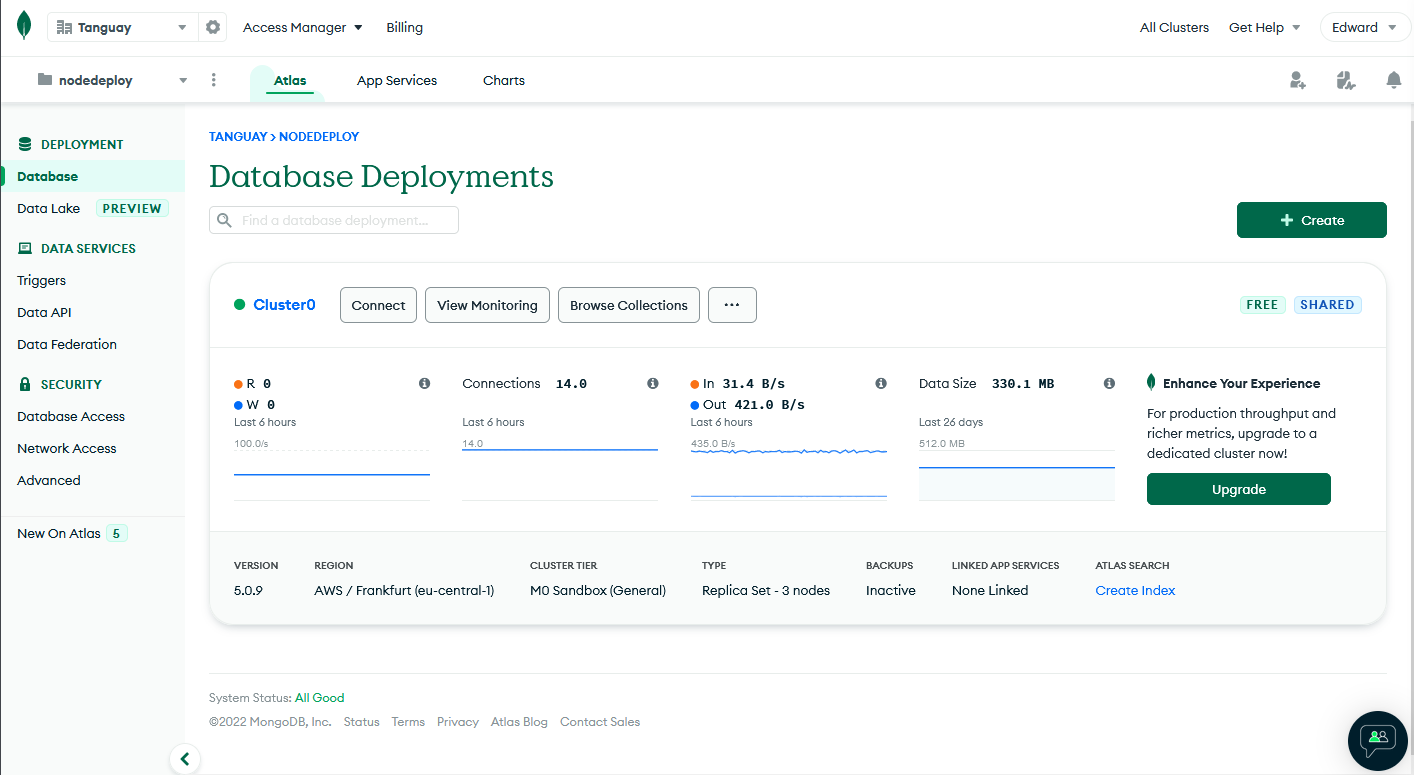 Tanguay
Access Manager
Billing
All Clusters
Get Help
Edward
nodedeploy
Atlas
App Services
Charts
DEPLOYMENT
Database
Data Lake PREVIEW
DATA SERVICES
Triggers
Data API
Data Federation
SECURITY
Database Access
Network Access
Advanced
New On Atlas 5
TANGUAY > NODEDEPLOY
Database Deployments
Find a database deployment...
+ Create
Cluster0
Connect
View Monitoring
Browse Collections
...
FREE
SHARED
R 0
W 0
Last 6 hours
100.0/s
Connections 14.0
Last 6 hours
14.0
In 31.4 B/s
Out 421.0 B/s
Last 6 hours
435.0 B/s
Data Size 330.1 MB
Last 26 days
512.0 MB
Enhance Your Experience
For production throughput and
richer metrics, upgrade to a
dedicated cluster now!
Upgrade
VERSION
5.0.9
REGION
AWS / Frankfurt (eu-central-1)
CLUSTER TIER
M0 Sandbox (General)
TYPE
Replica Set - 3 nodes
BACKUPS
Inactive
LINKED APP SERVICES
None Linked
ATLAS SEARCH
Create Index
System Status: All Good
©2022 MongoDB, Inc. Status Terms Privacy Atlas Blog Contact Sales